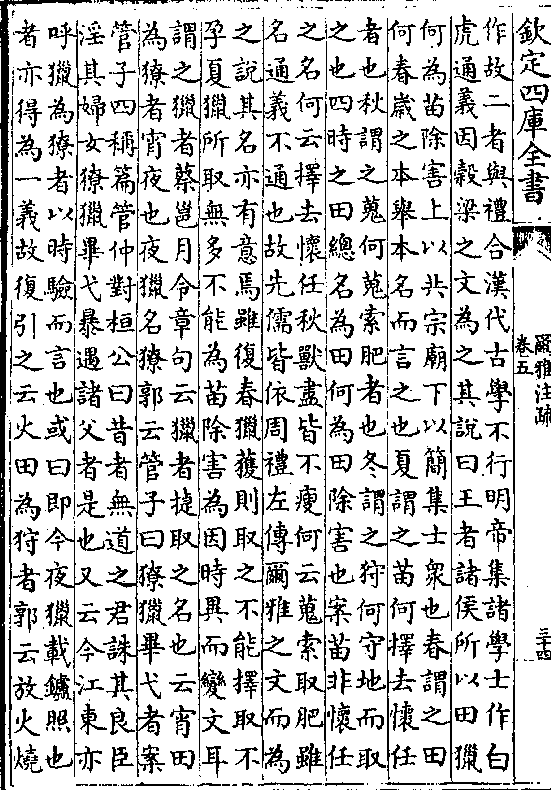 欽定四庫全書
爾雅注疏
卷五
三十四
作故二者與禮合漢代古學不行明帝集諸學士作白
虎通義因穀梁之文為之其說曰王者諸侯所以田獵
何為苗除害上以共宗廟下以簡集士衆也春謂之田
何春歲之本舉本名而言之也夏謂之苗何擇去懷任
者也秋謂之蒐何蒐索肥者也冬謂之狩何守地而取
之也四時之田總名為田何為田除害也案苗非懷任
之名何云擇去懷任秋獸盡皆不瘦何云蒐索取肥雖
名通義不通也故先儒皆依周禮左傳爾雅之文而為
之說其名亦有意焉雖復春獵獲則取之不能擇取不
孕夏獵所取無多不能為苗除害為因時異而變文耳
謂之獵者蔡邕月令章句云獵者捷取之名也云宵田
為獠者宵夜也夜獵名獠郭云管子曰獠獵畢弋者案
管子四稱篇管仲對桓公曰昔者無道之君誅其良臣
淫其婦女獠獵畢弋暴遇諸父者是也又云今江東亦
呼獵為獠者以時驗而言也或曰即今夜獵載鑪照也
者亦得為一義故復引之云火田為狩者郭云放火燒